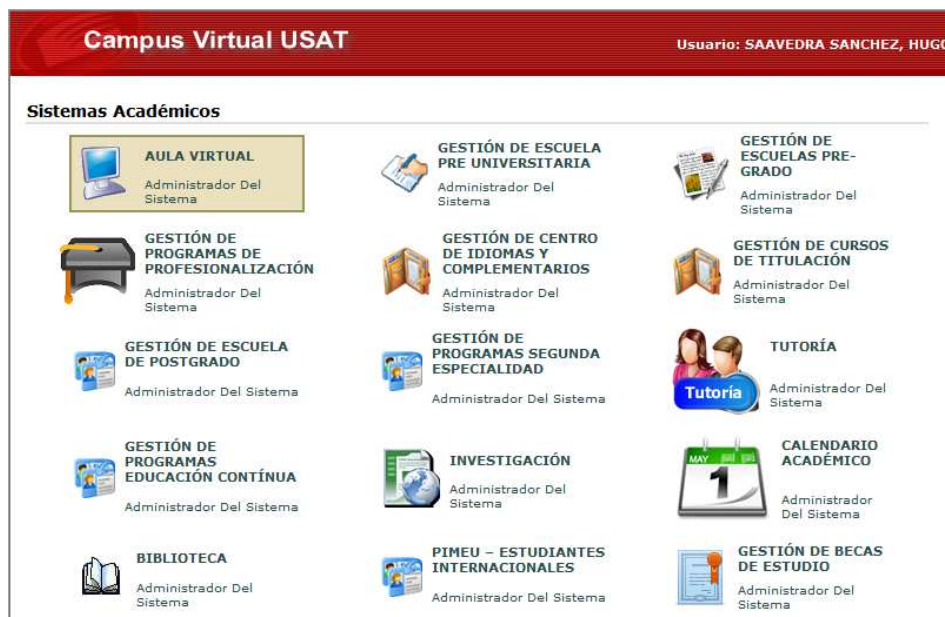 Campus Virtual USAT
Usuario: SAAVEDRA SANCHEZ, HUGO
Sistemas Académicos
AULA VIRTUAL
Administrador Del
Sistema
GESTIÓN DE ESCUELA
PRE UNIVERSITARIA
Administrador Del
Sistema
GESTIÓN DE
ESCUELAS PRE-
GRADO
Administrador Del
Sistema
GESTIÓN DE
PROGRAMAS DE
PROFESIONALIZACIÓN
Administrador Del
Sistema
GESTIÓN DE CENTRO
DE IDIOMAS Y
COMPLEMENTARIOS
Administrador Del
Sistema
GESTIÓN DE CURSOS
DE TITULACIÓN
Administrador Del
Sistema
GESTIÓN DE ESCUELA
DE POSTGRADO
Administrador Del Sistema
GESTIÓN DE
PROGRAMAS SEGUNDA
ESPECIALIDAD
Administrador Del Sistema
Tutoría
TUTORÍA
Administrador Del
Sistema
GESTIÓN DE
PROGRAMAS
EDUCACIÓN CONTÍNUA
Administrador Del Sistema
INVESTIGACIÓN
Administrador Del
Sistema
MAY
1
CALENDARIO
ACADÉMICO
Administrador
Del Sistema
BIBLIOTECA
Administrador Del
Sistema
PIMEU – ESTUDIANTES
INTERNACIONALES
Administrador Del Sistema
GESTIÓN DE BECAS
DE ESTUDIO
Administrador Del
Sistema